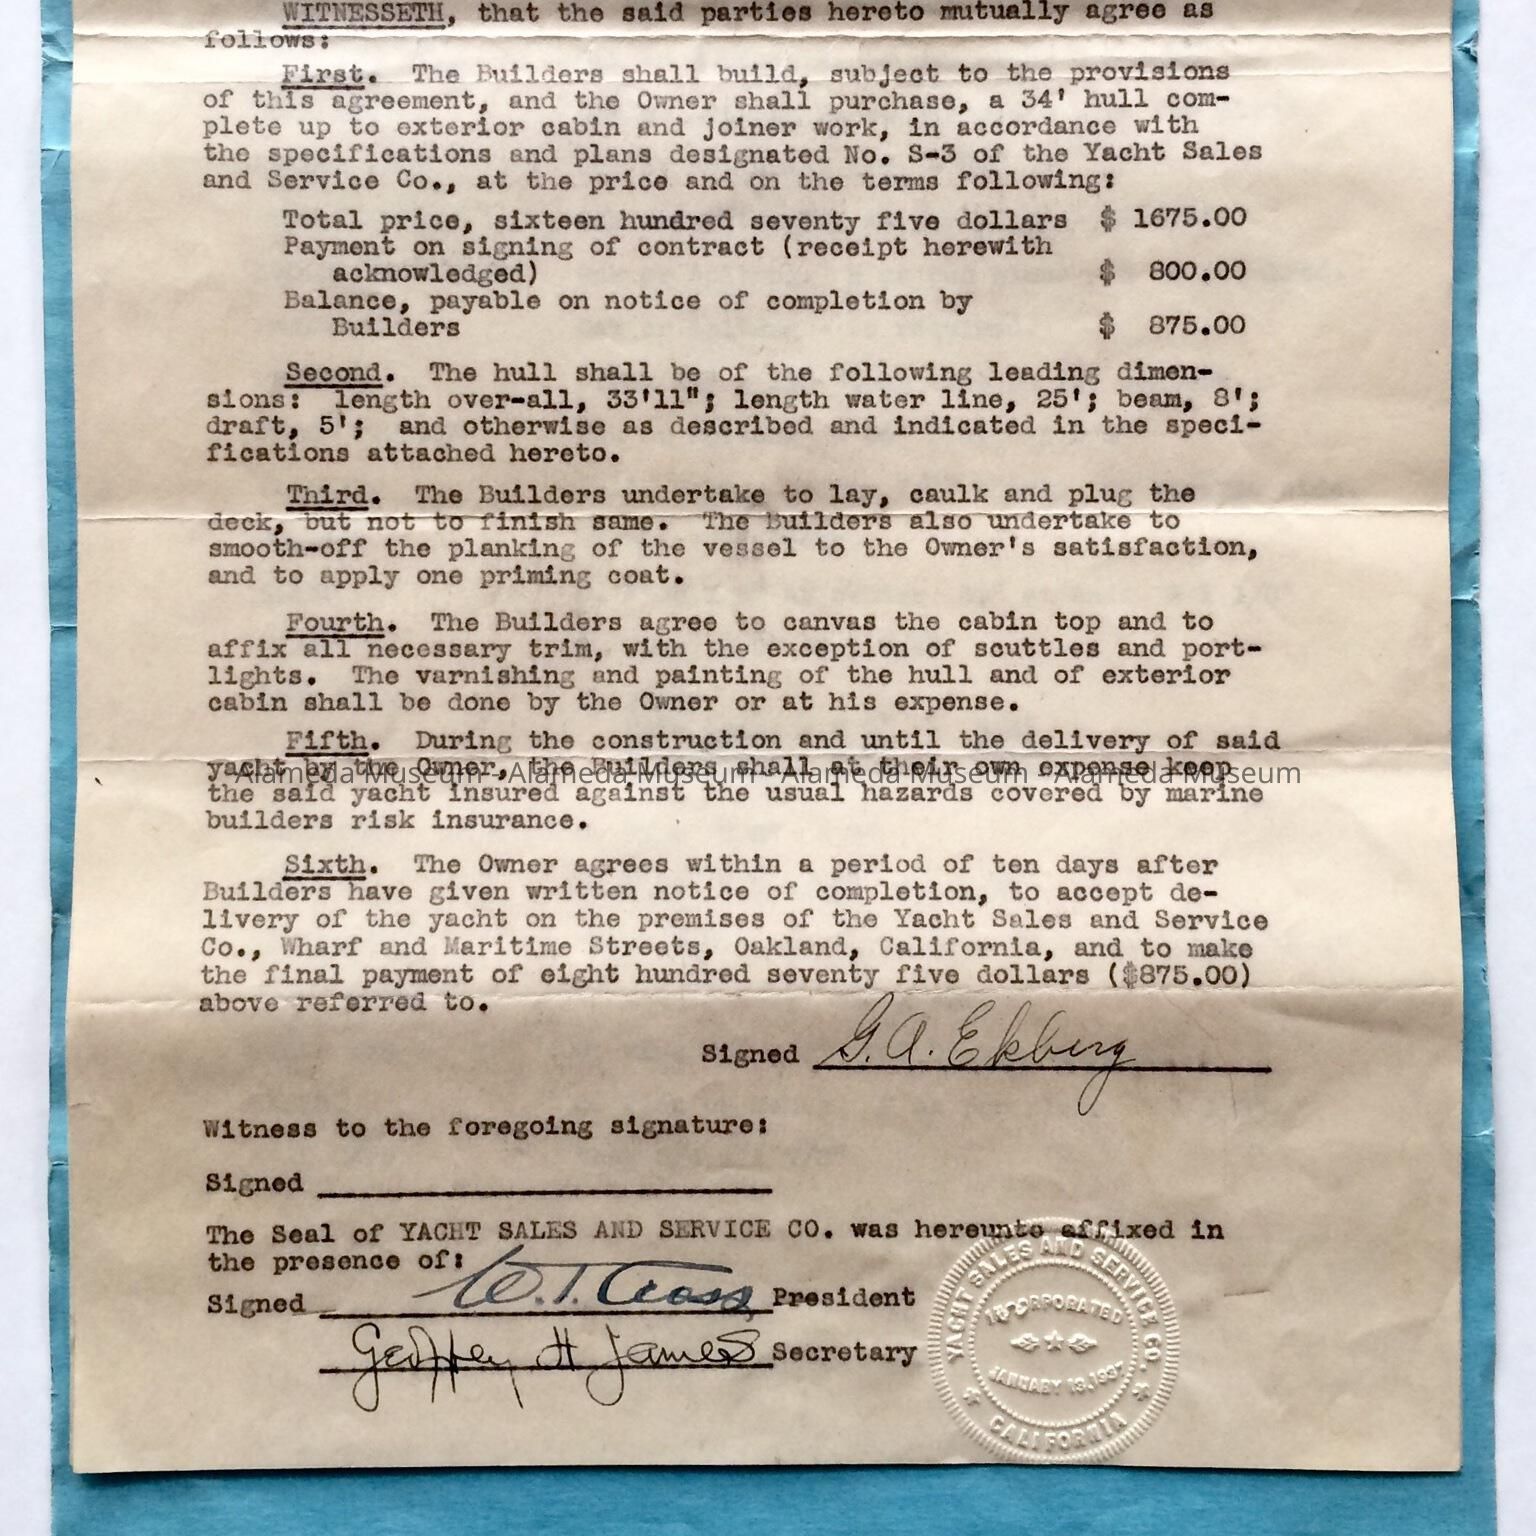 WITNESSETH, that the said parties hereto mutually agree as
follows:
First. The Builders shall build, subject to the provisions
of this agreement, and the Owner shall purchase, a 34' hull com-
plete up to exterior cabin and joiner work, in accordance with
the specifications and plans designated No. S-3 of the Yacht Sales
and Service Co., at the price and on the terms following:
Total price, sixteen hundred seventy five dollars $ 1675.00
Payment on signing of contract (receipt herewith
acknowledged) $ 800.00
Balance, payable on notice of completion by
Builders $ 875.00
Second. The hull shall be of the following leading dimen-
sions: length over-all, 33'11"; length water line, 25'; beam, 8';
draft, 5'; and otherwise as described and indicated in the speci-
fications attached hereto.
Third. The Builders undertake to lay, caulk and plug the
deck, but not to finish same. The Builders also undertake to
smooth-off the planking of the vessel to the Owner's satisfaction,
and to apply one priming coat.
Fourth. The Builders agree to canvas the cabin top and to
affix all necessary trim, with the exception of scuttles and port-
lights. The varnishing and painting of the hull and of exterior
cabin shall be done by the Owner or at his expense.
Fifth. During the construction and until the delivery of said
yacht by the Owner, the Builders shall at their own expense keep
Alameda Museum - Alameda Museum - Alameda Museum - Alameda Museum
the said yacht insured against the usual hazards covered by marine
builders risk insurance.
Sixth. The Owner agrees within a period of ten days after
Builders have given written notice of completion, to accept de-
livery of the yacht on the premises of the Yacht Sales and Service
Co., Wharf and Maritime Streets, Oakland, California, and to make
the final payment of eight hundred seventy five dollars ($875.00)
above referred to.
Signed G. A. Ekberg
Witness to the foregoing signature:
Signed
The Seal of YACHT SALES AND SERVICE CO. was hereunto affixed in
the presence of:
Signed W. T. Cross President
Geoffrey H James Secretary
YACHT SALES AND SERVICE CO.
INCORPORATED
JANUARY 19, 1937
CALIFORNIA